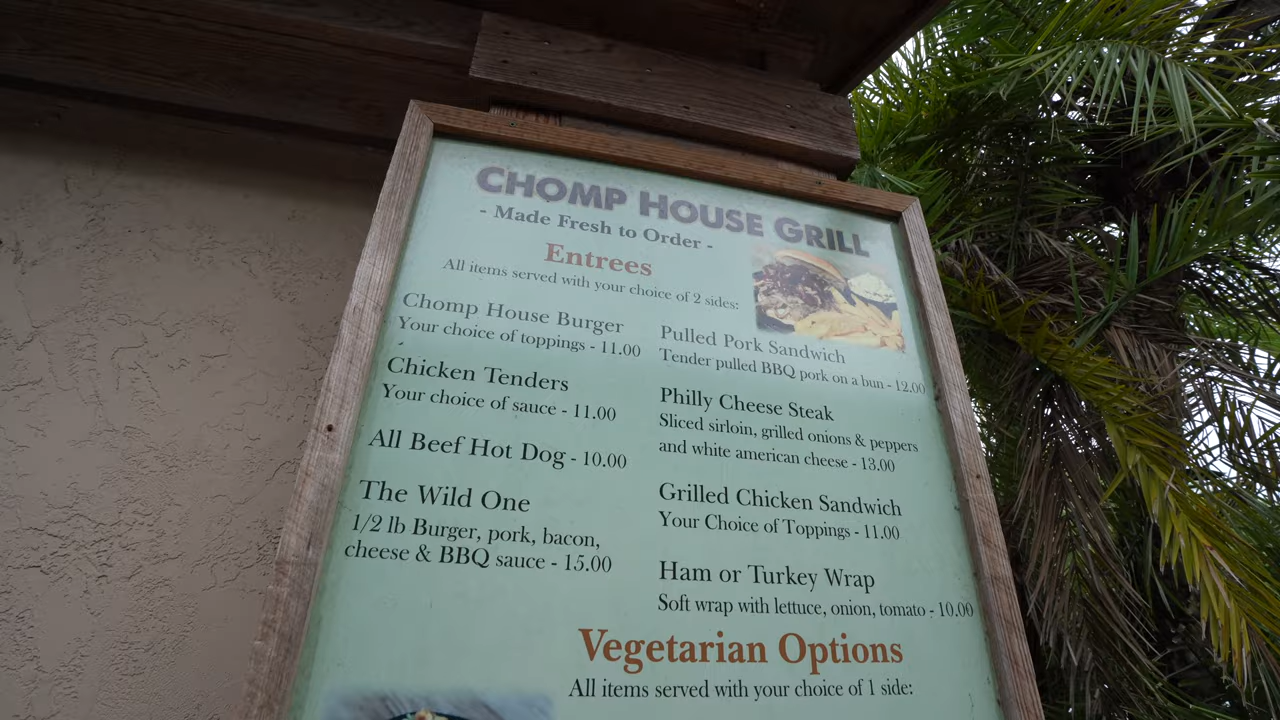 CHOMP HOUSE GRILL
- Made Fresh to Order -
Entrees
All items served with your choice of 2 sides:
Chomp House Burger
Your choice of toppings - 11.00
Chicken Tenders
Your choice of sauce - 11.00
All Beef Hot Dog - 10.00
The Wild One
1/2 lb Burger, pork, bacon,
cheese & BBQ sauce - 15.00
Pulled Pork Sandwich
Tender pulled BBQ pork on a bun - 12.00
Philly Cheese Steak
Sliced sirloin, grilled onions & peppers
and white american cheese - 13.00
Grilled Chicken Sandwich
Your Choice of Toppings - 11.00
Ham or Turkey Wrap
Soft wrap with lettuce, onion, tomato - 10.00
Vegetarian Options
All items served with your choice of 1 side: